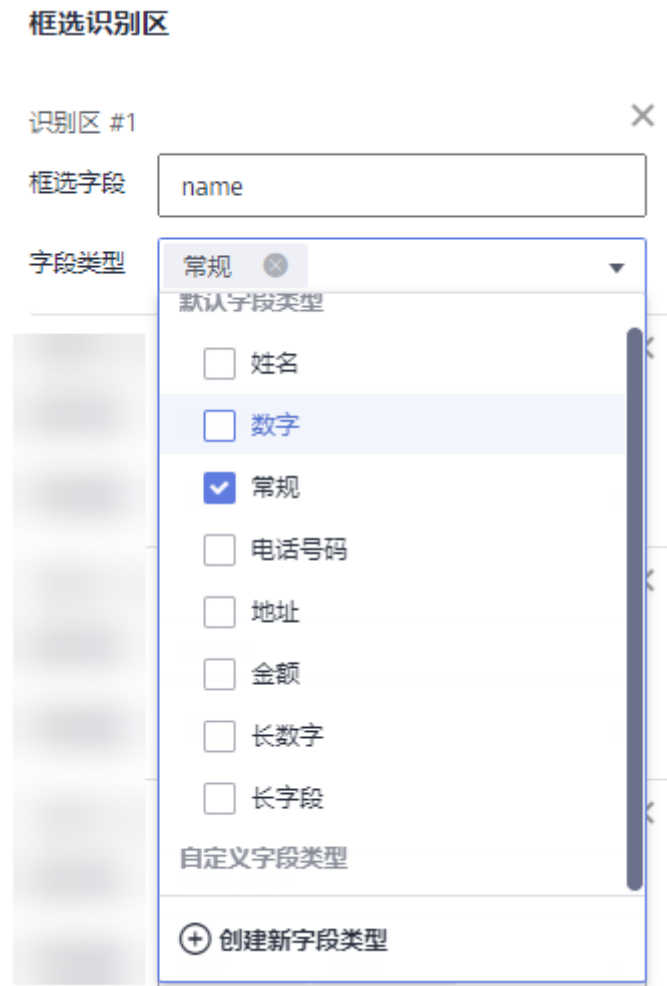 框选识别区
识别区 #1
框选字段 name
字段类型 常规
默认字段类型
姓名
数字
常规
电话号码
地址
金额
长数字
长字段
自定义字段类型
创建新字段类型